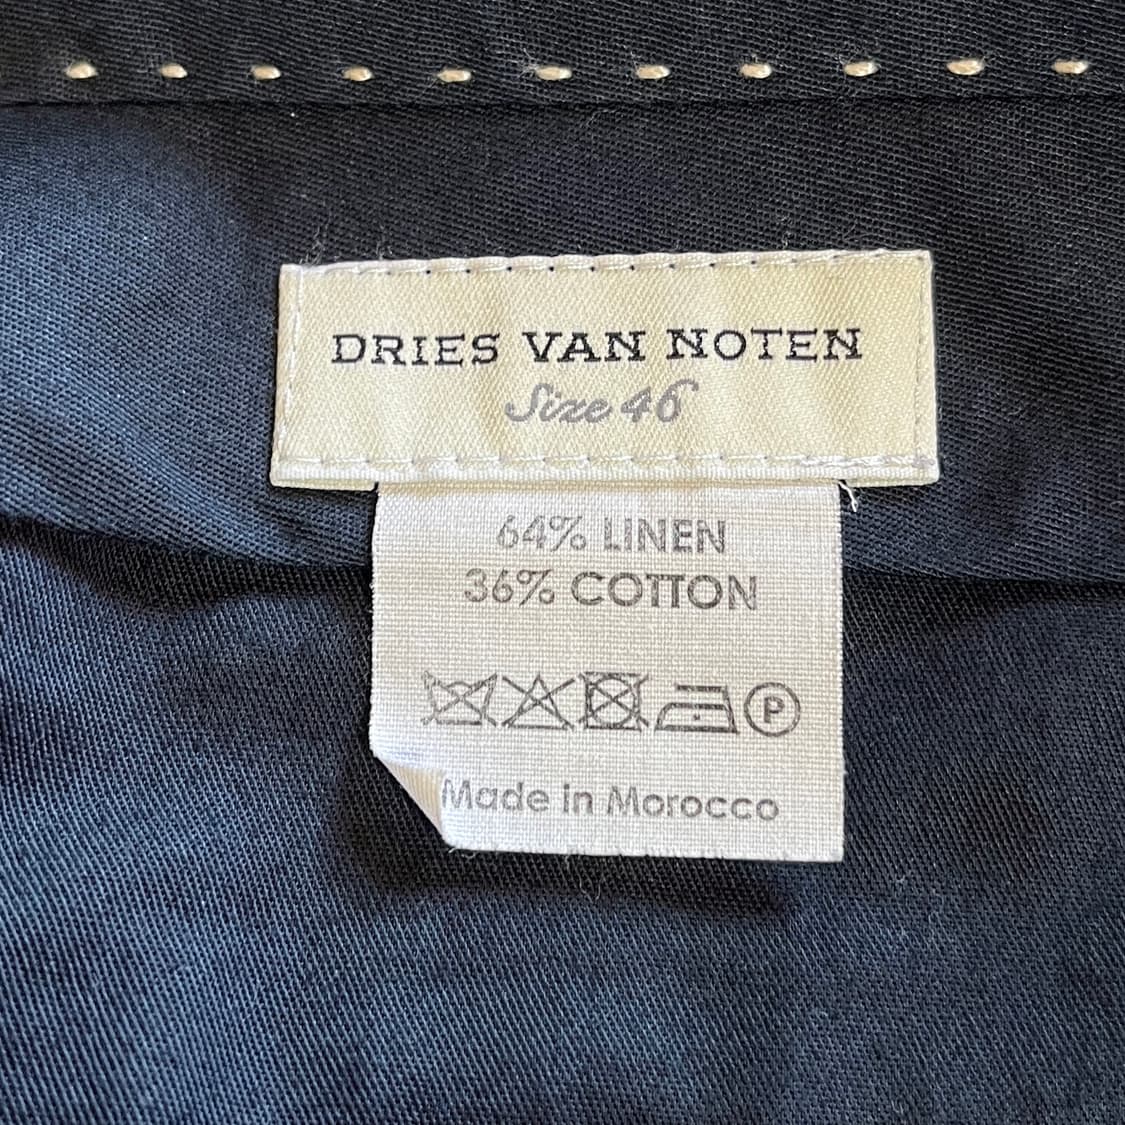 DRIES VAN NOTEN
Size 46
64% LINEN
36% COTTON
P
Made in Morocco